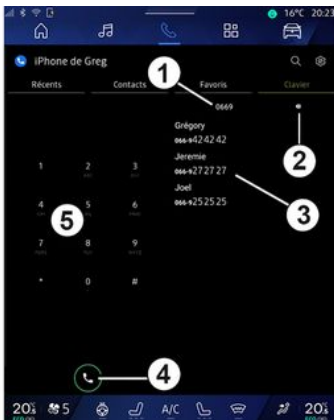 16°C 20:23
iPhone de Greg
Récents Contacts Favoris Clavier
1
0669
2
Grégory
066-9424242
Jeremie
066-9272727
3
Joel
066-9252525
1 2 3
4 5 6
5
7 8 9
* 0 #
4
20 5 A/C 20